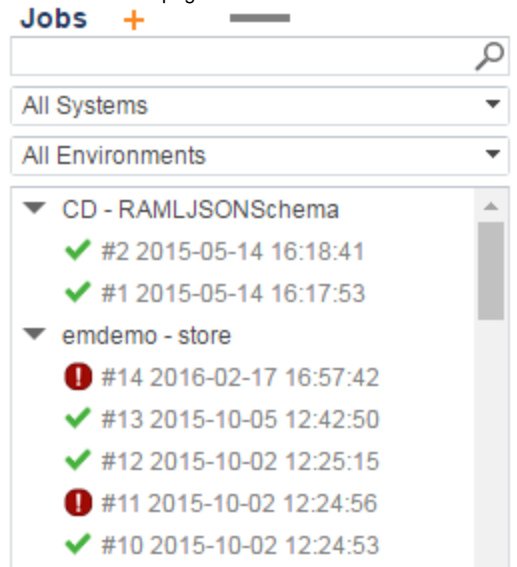 Jobs +
All Systems
All Environments
CD - RAMLJSONSchema
#2 2015-05-14 16:18:41
#1 2015-05-14 16:17:53
emdemo - store
#14 2016-02-17 16:57:42
#13 2015-10-05 12:42:50
#12 2015-10-02 12:25:15
#11 2015-10-02 12:24:56
#10 2015-10-02 12:24:53